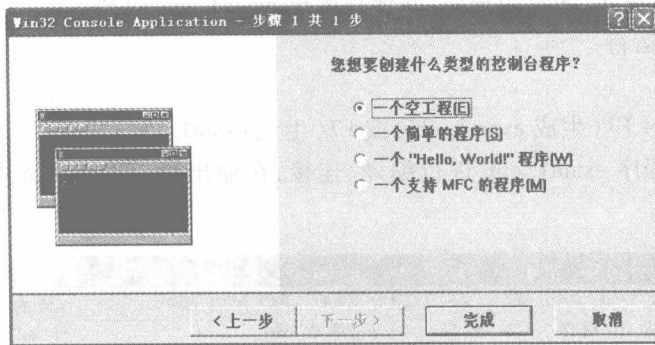 Win32 Console Application - 步骤 1 共 1 步
您想要创建什么类型的控制台程序?
一个空工程(E)
一个简单的程序(S)
一个 "Hello, World!" 程序(W)
一个支持 MFC 的程序(M)
<上一步
下一步>
完成
取消